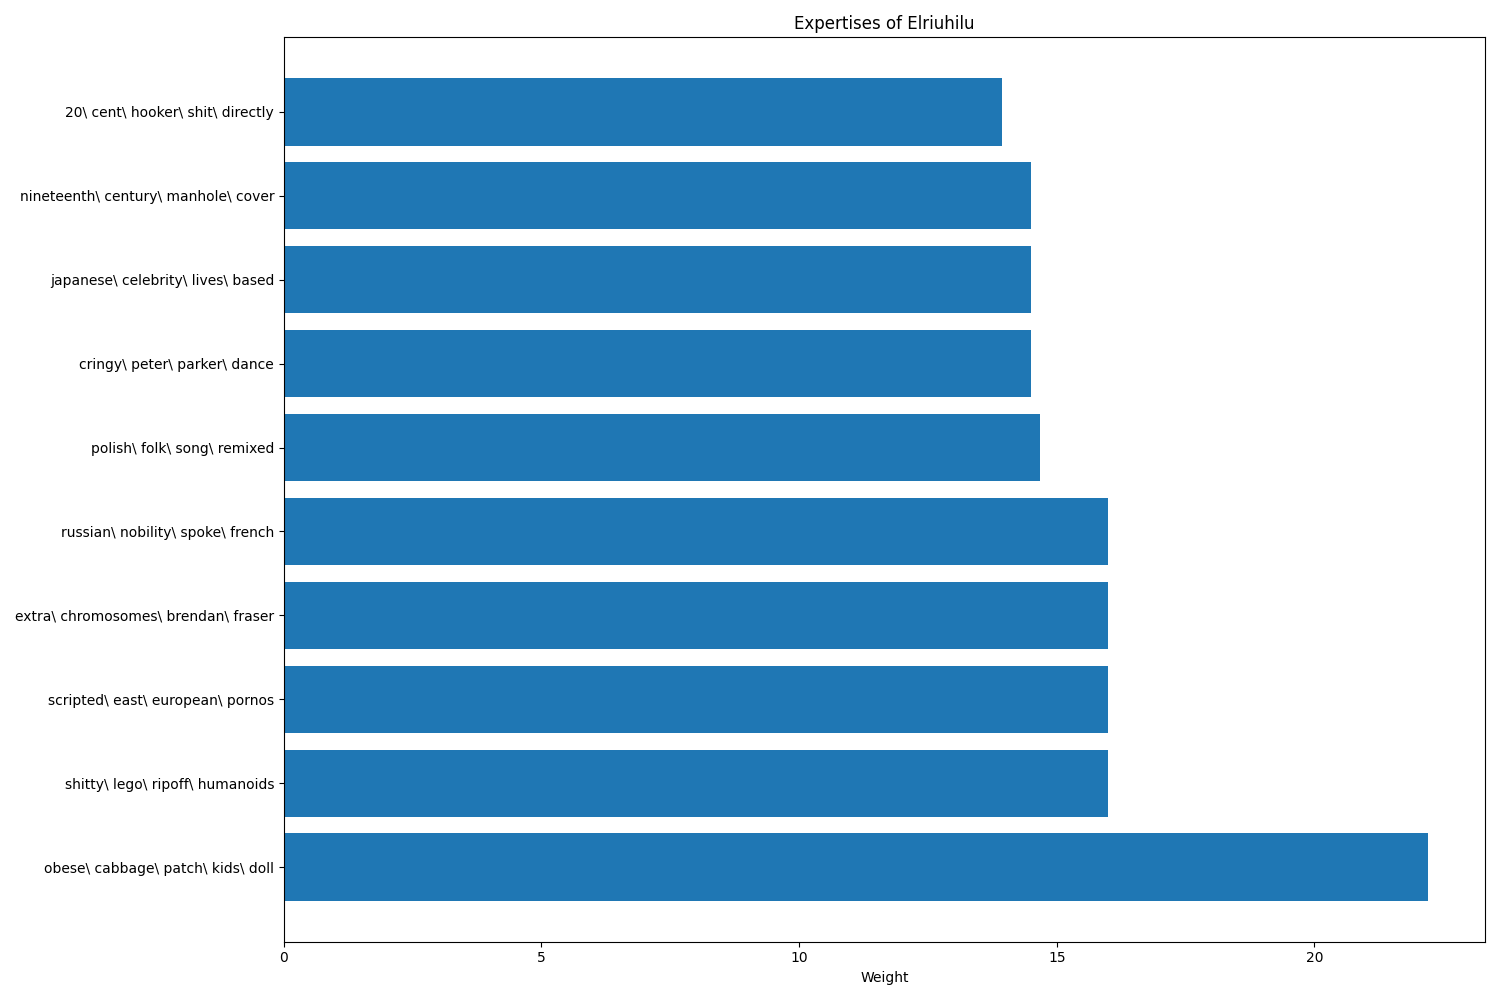 Expertises of Elriuhilu
20\ cent\ hooker\ shit\ directly
nineteenth\ century\ manhole\ cover
japanese\ celebrity\ lives\ based
cringy\ peter\ parker\ dance
polish\ folk\ song\ remixed
russian\ nobility\ spoke\ french
extra\ chromosomes\ brendan\ fraser
scripted\ east\ european\ pornos
shitty\ lego\ ripoff\ humanoids
obese\ cabbage\ patch\ kids\ doll
0 5 10 15 20
Weight